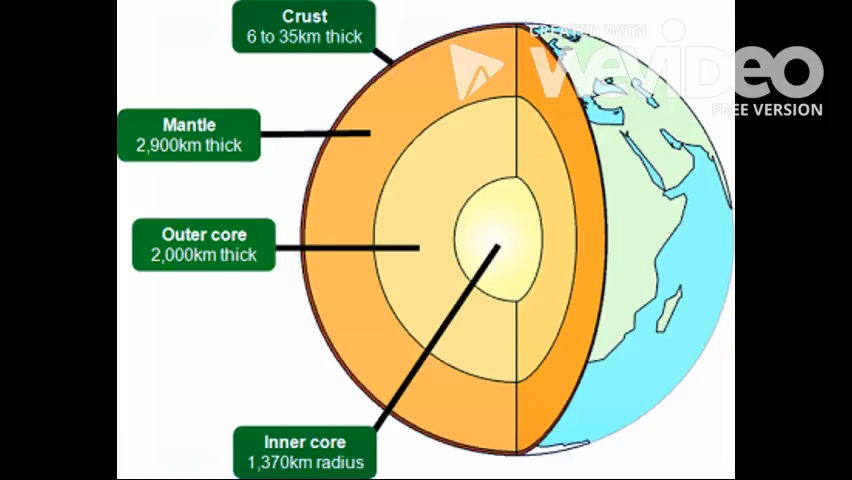 Crust
6 to 35km thick
CREATED WITH
wevideo
FREE VERSION
Mantle
2,900km thick
Outer core
2,000km thick
Inner core
1,370km radius